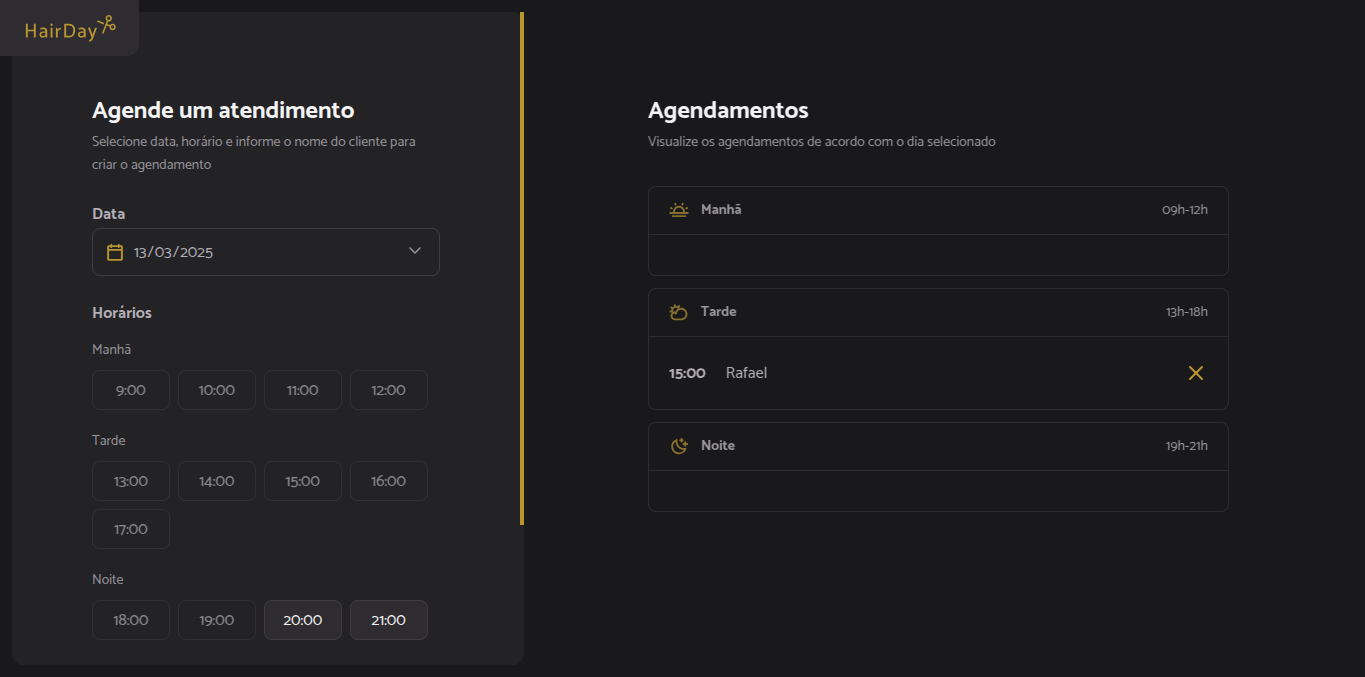 HairDay
Agende um atendimento
Selecione data, horário e informe o nome do cliente para
criar o agendamento
Data
13/03/2025
Horários
Manhã
9:00 10:00 11:00 12:00
Tarde
13:00 14:00 15:00 16:00
17:00
Noite
18:00 19:00 20:00 21:00
Agendamentos
Visualize os agendamentos de acordo com o dia selecionado
Manhã 09h-12h
Tarde 13h-18h
15:00 Rafael
Noite 19h-21h